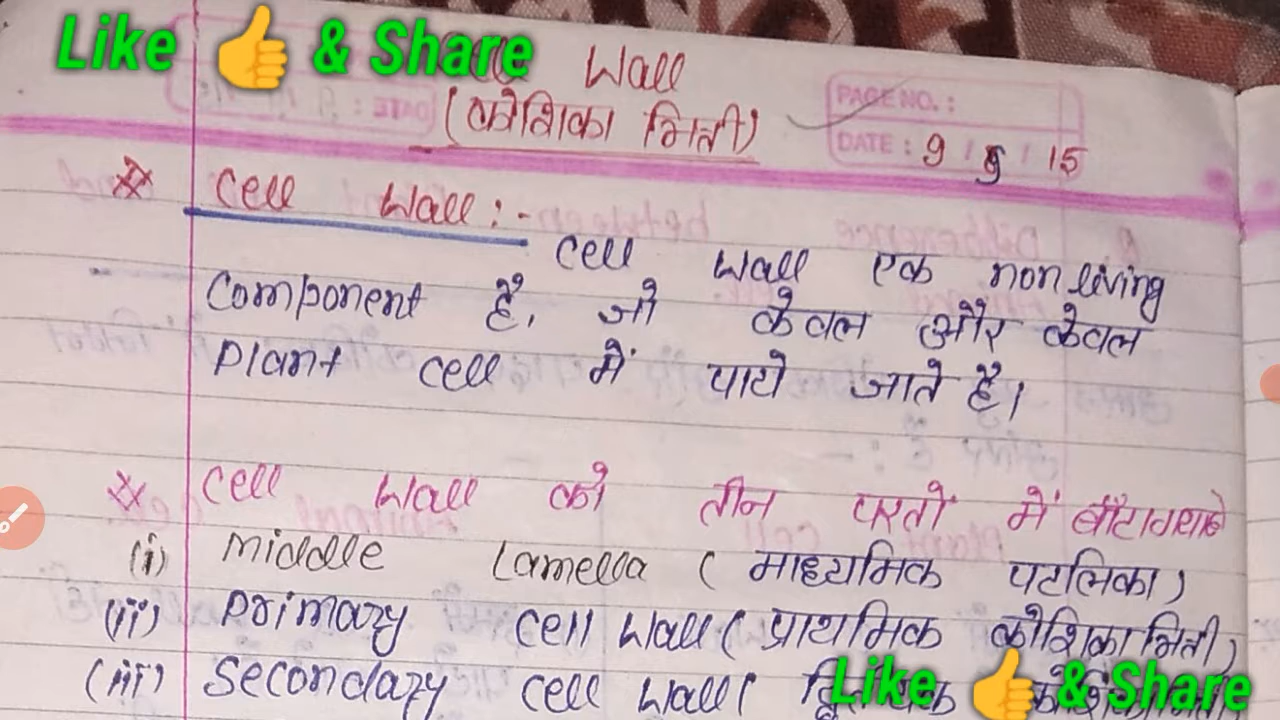 Like 👍 & Share
Wall
(कोशिका भिती)
PAGE NO. :
DATE : 9 / 5 / 15
Cell Wall :-
Cell Wall एक non living
Component है, जो केवल और केवल
Plant Cell में पाये जाते है।
Cell Wall को तीन परतो में बाँटा गया है
(i) Middle Lamella ( माध्यमिक पटलिका )
(ii) Primary Cell Wall ( प्राथमिक कोशिका भिती )
(iii) Secondary Cell Wall (
Like 👍 & Share